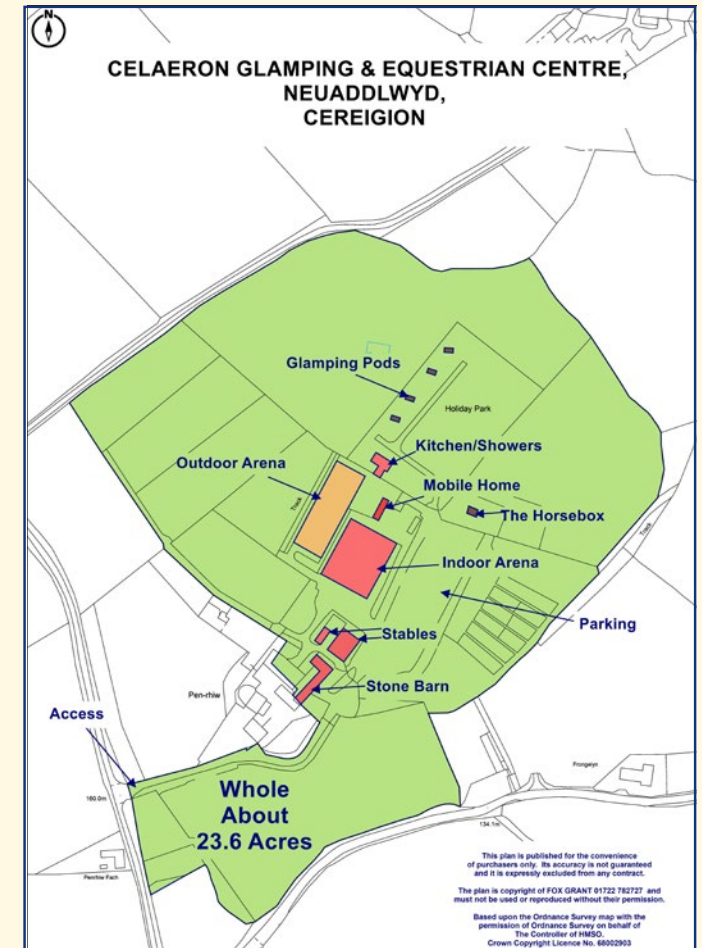 N
CELAERON GLAMPING & EQUESTRIAN CENTRE,
NEUADDLWYD,
CEREIGION
Glamping Pods
Holiday Park
Kitchen/Showers
Outdoor Arena
Mobile Home
Track
The Horsebox
Track
Indoor Arena
Parking
Stables
Stone Barn
Pen-rhiw
Access
Frongelyn
Whole
About
23.6 Acres
160.0m
134.1m
Penrhiw Fach
This plan is published for the convenience
of purchasers only. Its accuracy is not guaranteed
and it is expressly excluded from any contract.
The plan is copyright of FOX GRANT 01722 782727 and
must not be used or reproduced without their permission.
Based upon the Ordnance Survey map with the
permission of Ordnance Survey on behalf of
The Controller of HMSO.
Crown Copyright Licence No. 68002903